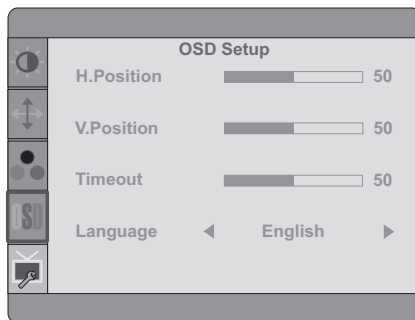 OSD Setup
H.Position 50
V.Position 50
Timeout 50
OSD
Language English